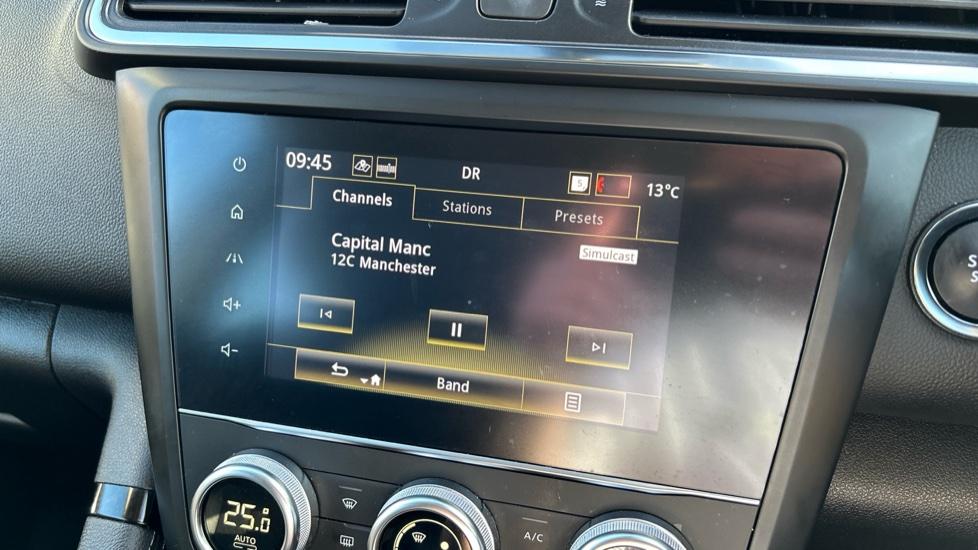 09:45 DR 5 13°C
Channels Stations Presets
Capital Manc Simulcast
12C Manchester
Band
25.0
AUTO
A/C